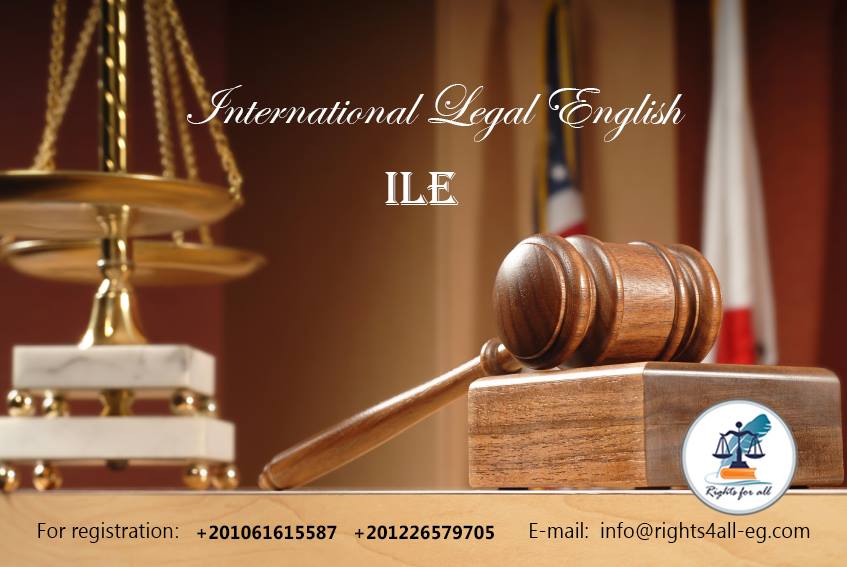 International Legal English
ILE
Rights for all
For registration: +201061615587 +201226579705 E-mail: info@rights4all-eg.com